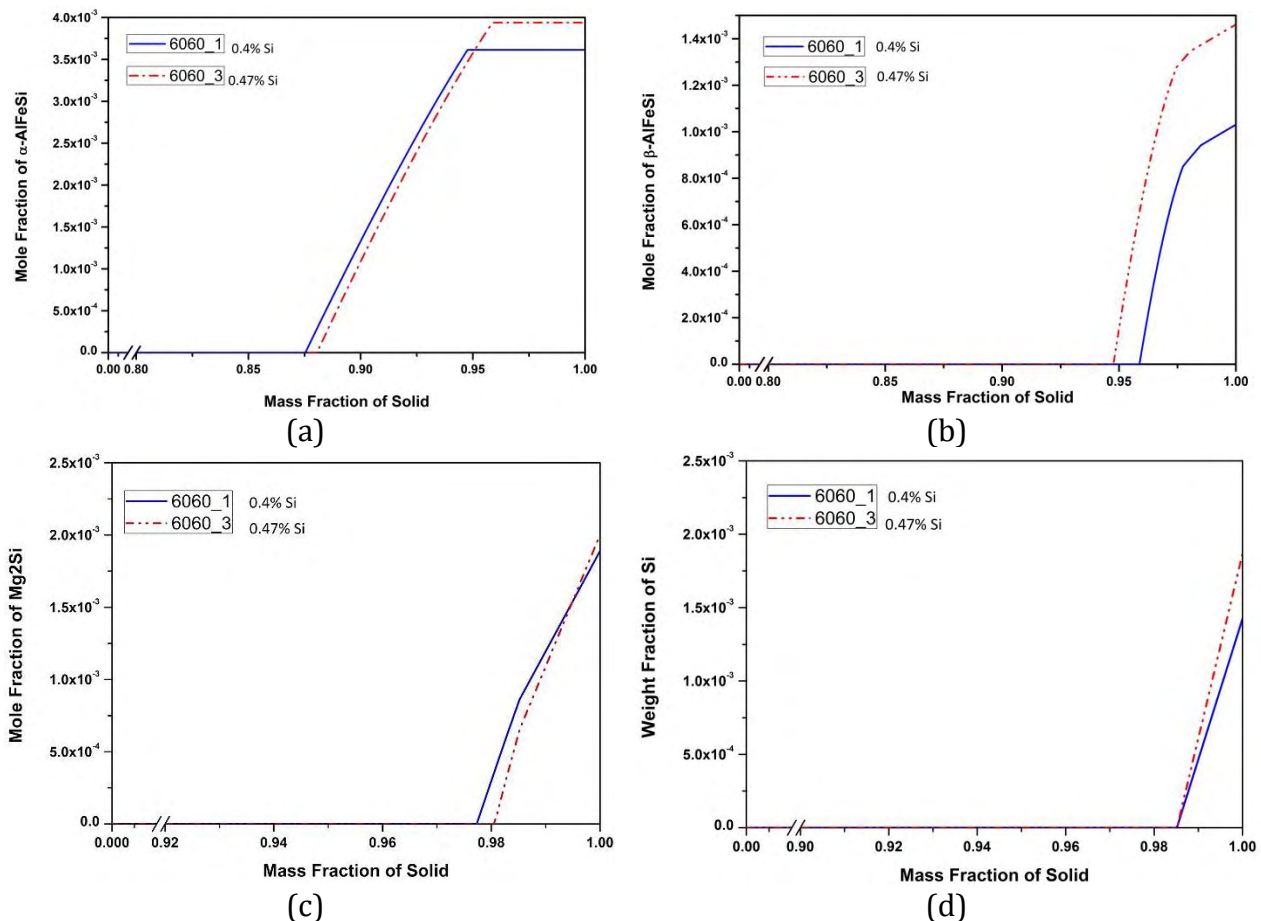 4.0x10⁻³
3.5x10⁻³
3.0x10⁻³
2.5x10⁻³
2.0x10⁻³
1.5x10⁻³
1.0x10⁻³
5.0x10⁻⁴
0.0
Mole Fraction of α-AlFeSi
6060_1 0.4% Si
6060_3 0.47% Si
0.00 0.80 0.85 0.90 0.95 1.00
Mass Fraction of Solid
(a)
1.4x10⁻³
1.2x10⁻³
1.0x10⁻³
8.0x10⁻⁴
6.0x10⁻⁴
4.0x10⁻⁴
2.0x10⁻⁴
0.0
Mole Fraction of β-AlFeSi
6060_1 0.4% Si
6060_3 0.47% Si
0.00 0.80 0.85 0.90 0.95 1.00
Mass Fraction of Solid
(b)
2.5x10⁻³
2.0x10⁻³
1.5x10⁻³
1.0x10⁻³
5.0x10⁻⁴
0.0
Mole Fraction of Mg2Si
6060_1 0.4% Si
6060_3 0.47% Si
0.000 0.92 0.94 0.96 0.98 1.00
Mass Fraction of Solid
(c)
2.5x10⁻³
2.0x10⁻³
1.5x10⁻³
1.0x10⁻³
5.0x10⁻⁴
0.0
Weight Fraction of Si
6060_1 0.4% Si
6060_3 0.47% Si
0.00 0.90 0.92 0.94 0.96 0.98 1.00
Mass Fraction of Solid
(d)